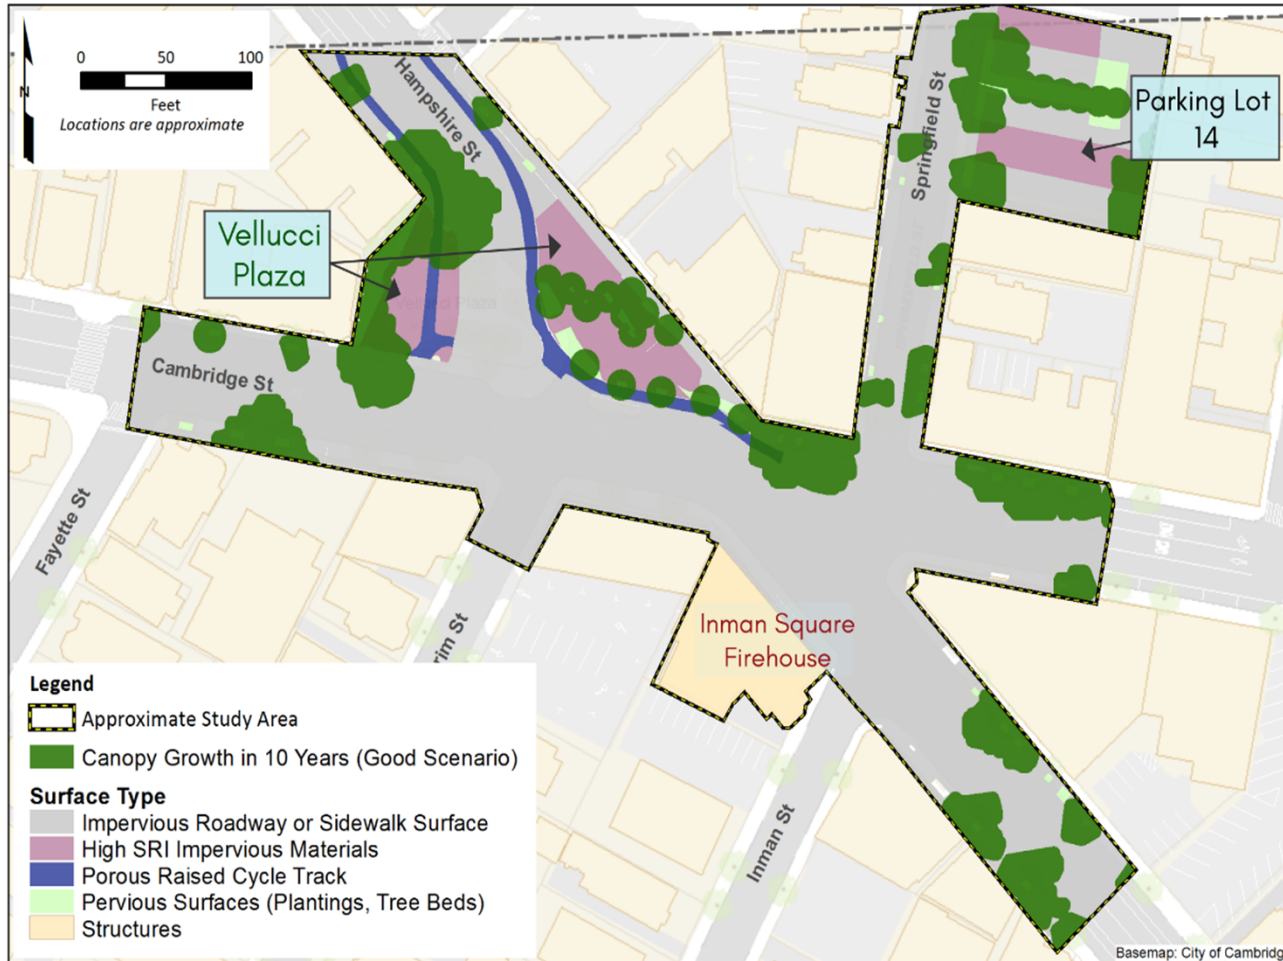 0 50 100
Feet
Locations are approximate
N
Hampshire St
Springfield St
Parking Lot
14
Vellucci
Plaza
Cambridge St
Fayette St
rim St
Inman Square
Firehouse
Inman St
Legend
Approximate Study Area
Canopy Growth in 10 Years (Good Scenario)
Surface Type
Impervious Roadway or Sidewalk Surface
High SRI Impervious Materials
Porous Raised Cycle Track
Pervious Surfaces (Plantings, Tree Beds)
Structures
Basemap: City of Cambridg